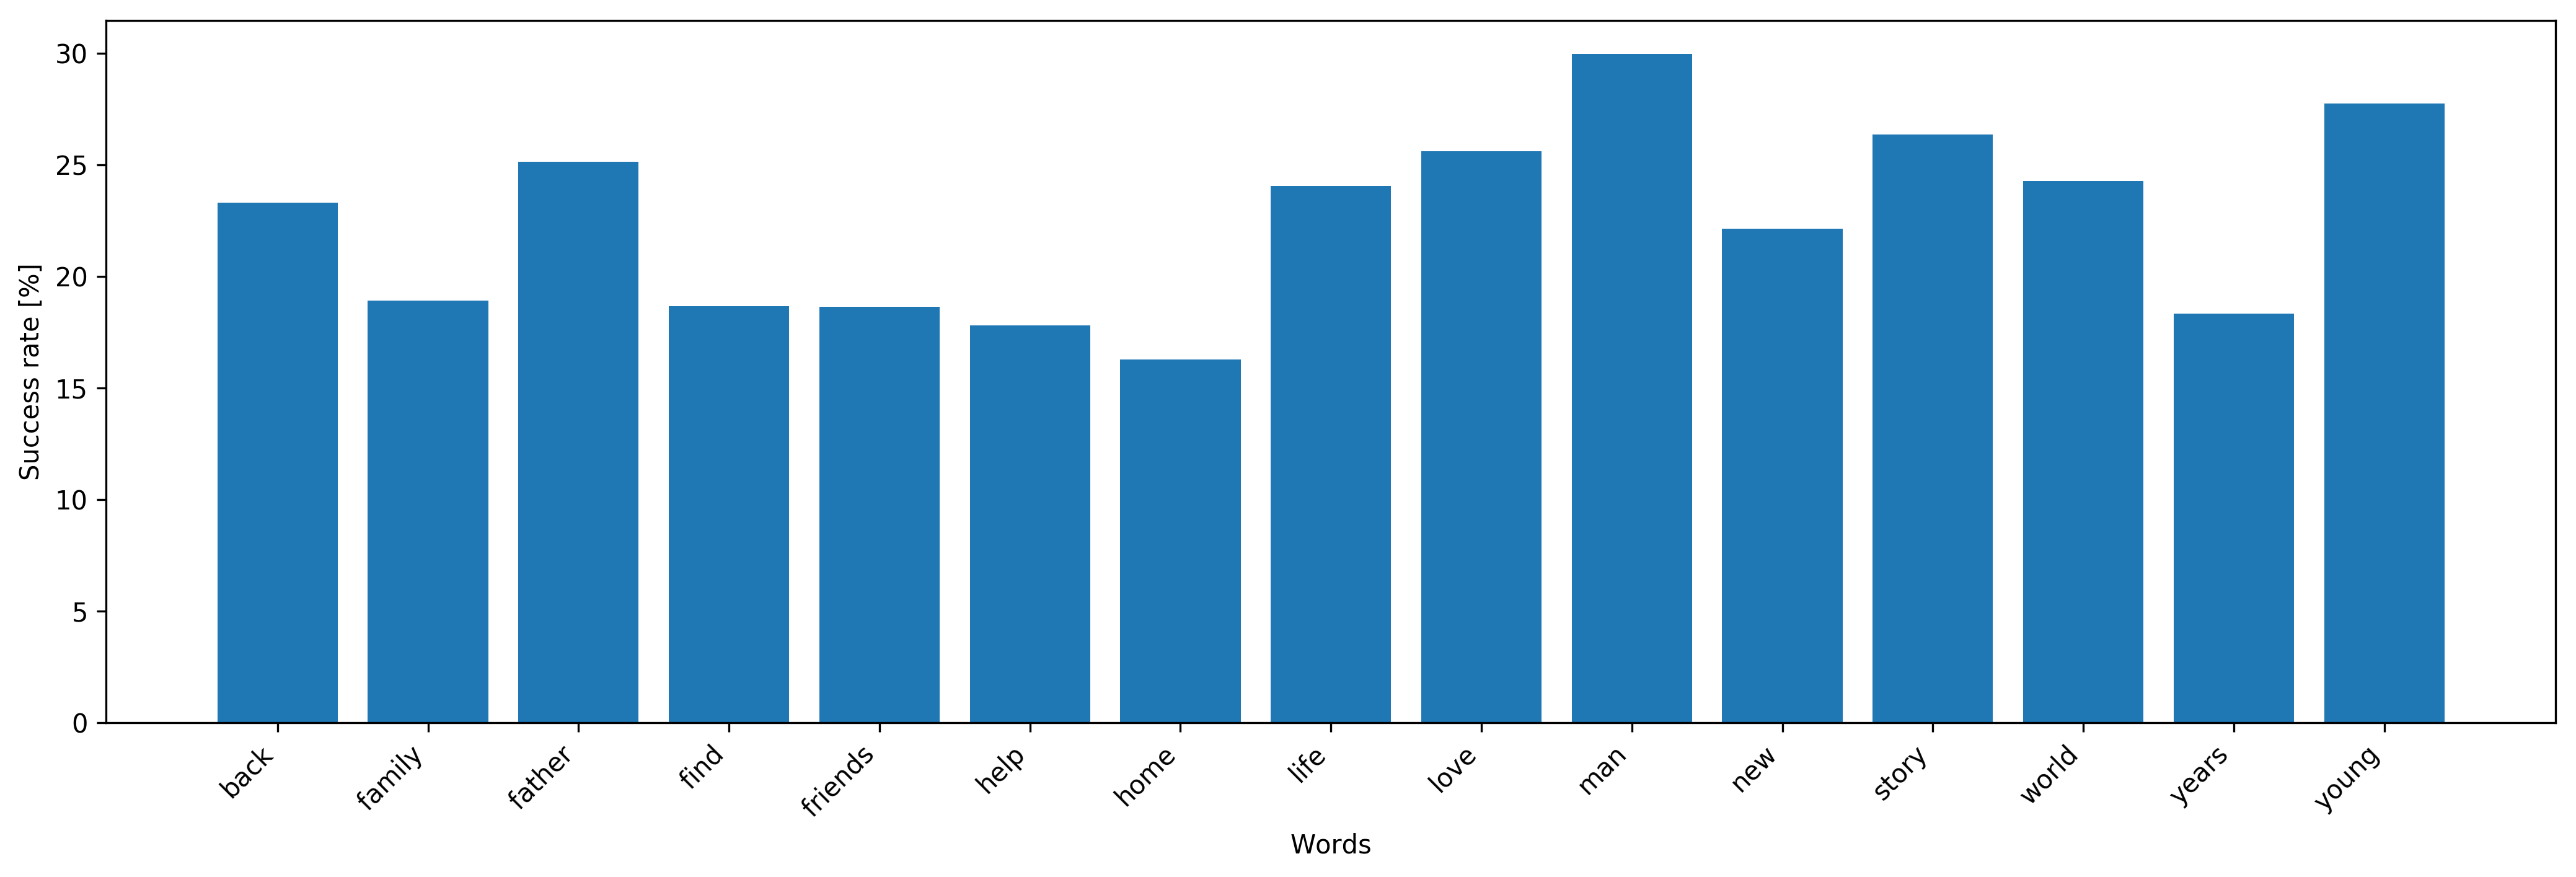 30
25
20
15
10
5
0
Success rate [%]
back
family
father
find
friends
help
home
life
love
man
new
story
world
years
young
Words